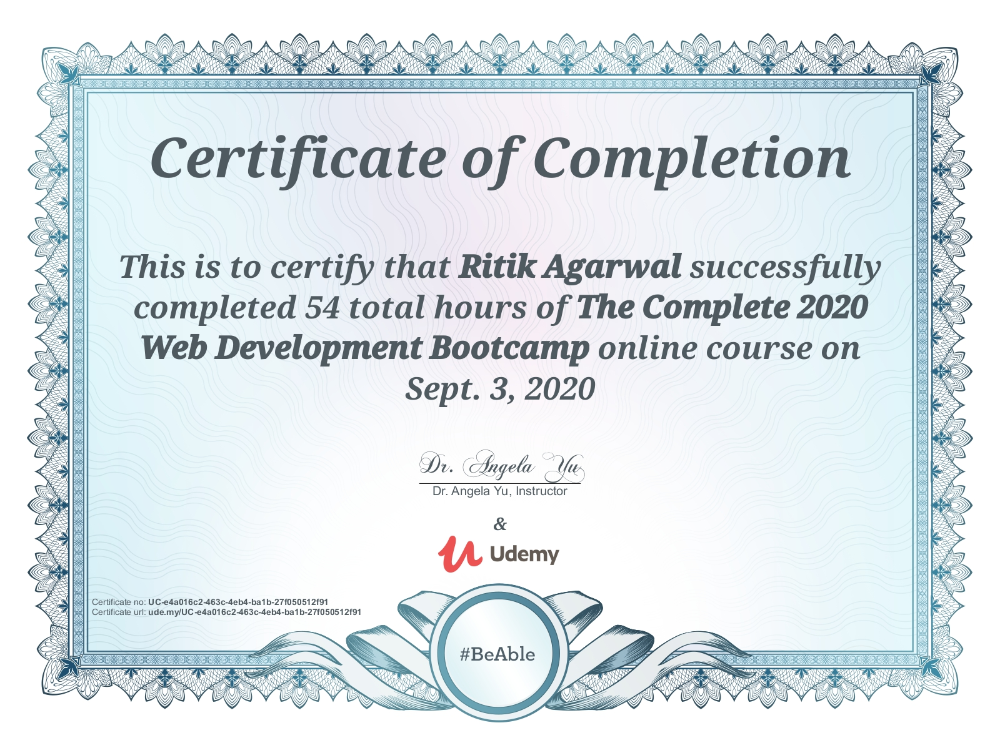 Certificate of Completion
This is to certify that Ritik Agarwal successfully
completed 54 total hours of The Complete 2020
Web Development Bootcamp online course on
Sept. 3, 2020
Dr. Angela Yu
Dr. Angela Yu, Instructor
&
Udemy
Certificate no: UC-e4a016c2-463c-4eb4-ba1b-27f050512f91
Certificate url: ude.my/UC-e4a016c2-463c-4eb4-ba1b-27f050512f91
#BeAble